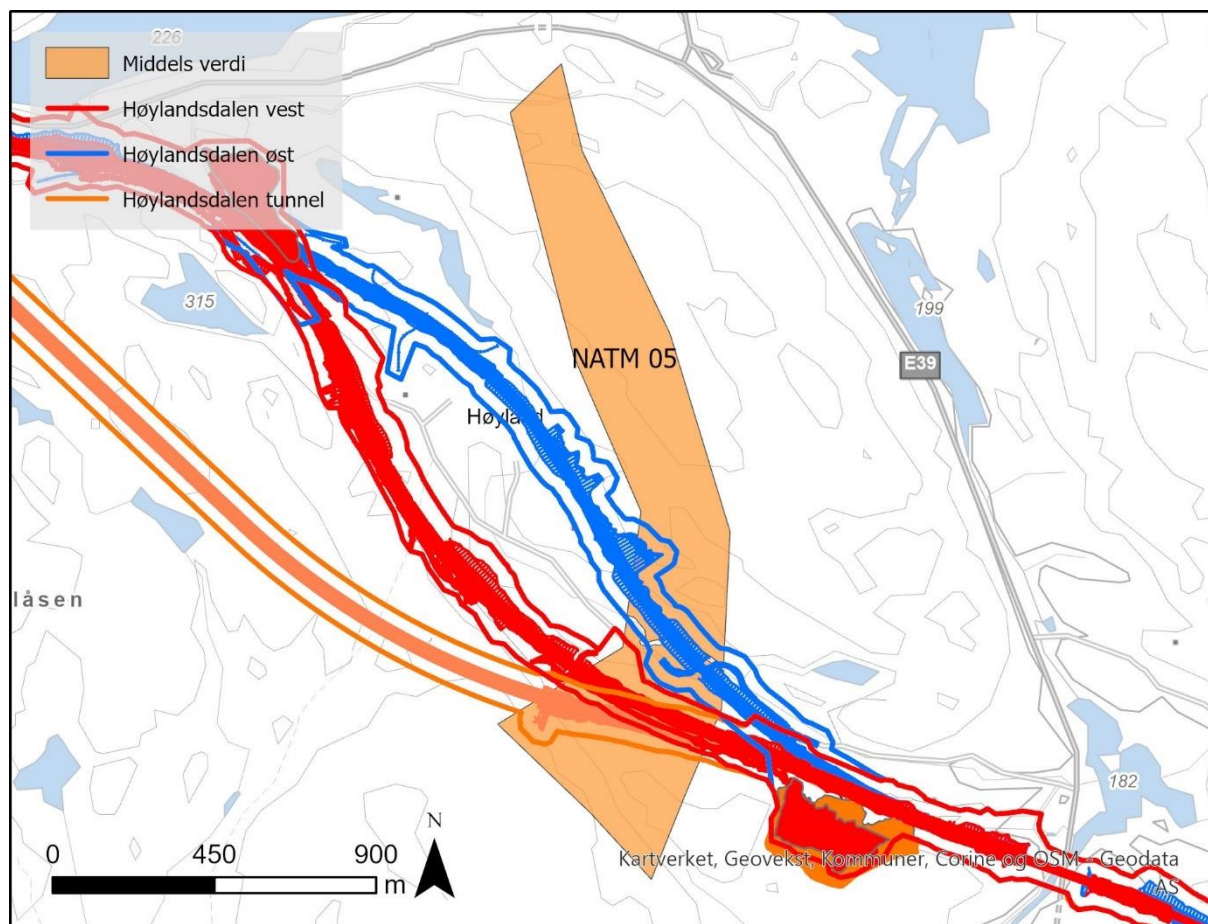 226
Middels verdi
Høylandsdalen vest
Høylandsdalen øst
Høylandsdalen tunnel
315
199
NATM 05
E39
Høyland
låsen
182
0 450 900
m
N
Kartverket, Geovekst, Kommuner, Corine og OSM - Geodata
AS